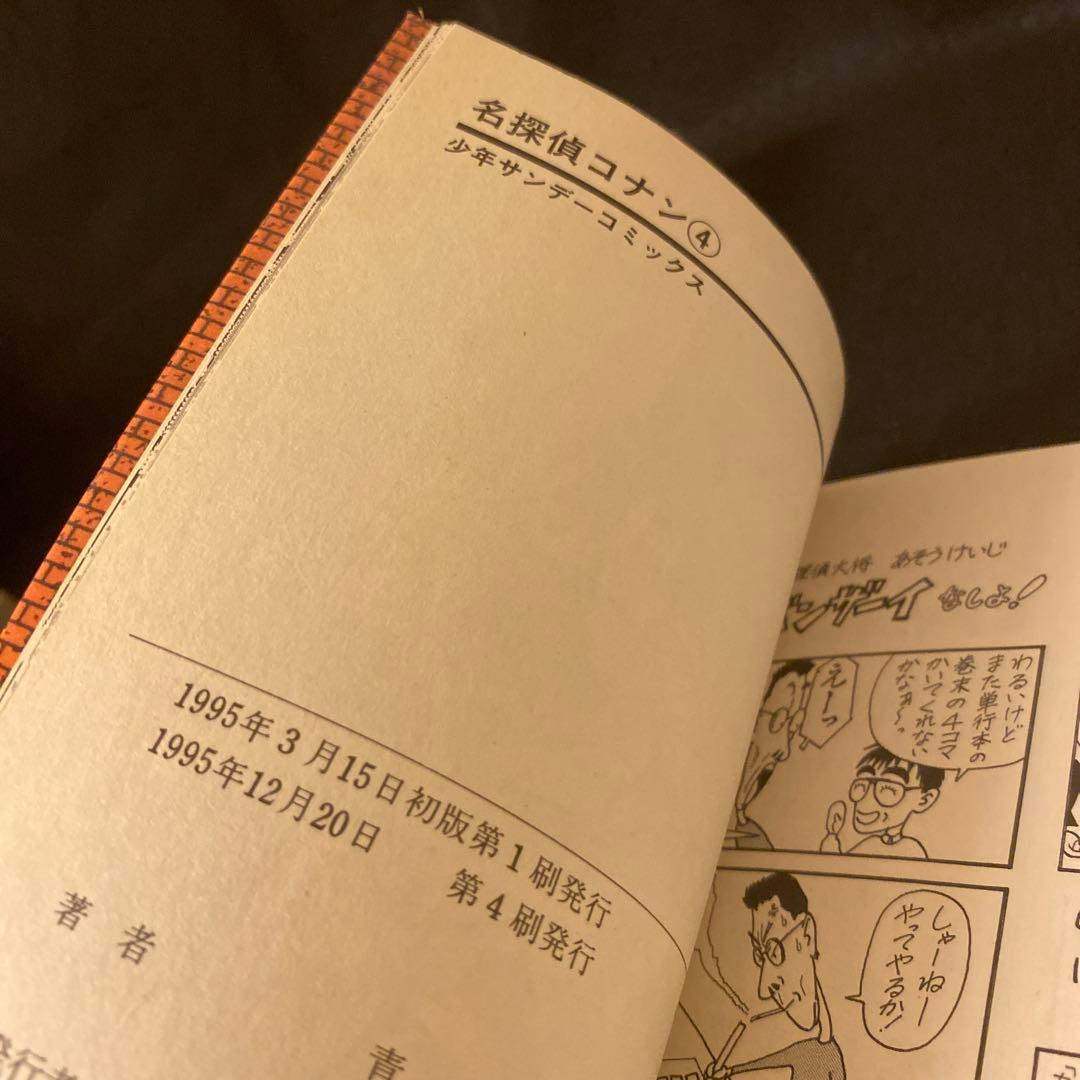 名探偵コナン④
少年サンデーコミックス
1995年3月15日初版第1刷発行
1995年12月20日 第4刷発行
著者
青
発行者
探偵大将 あそうけいじ
なしよ!
わるいけど
また単行本の
巻末の4コマ
かいてくれない
かなあ~っ
えーっ
しゃーねー
やってやるか!